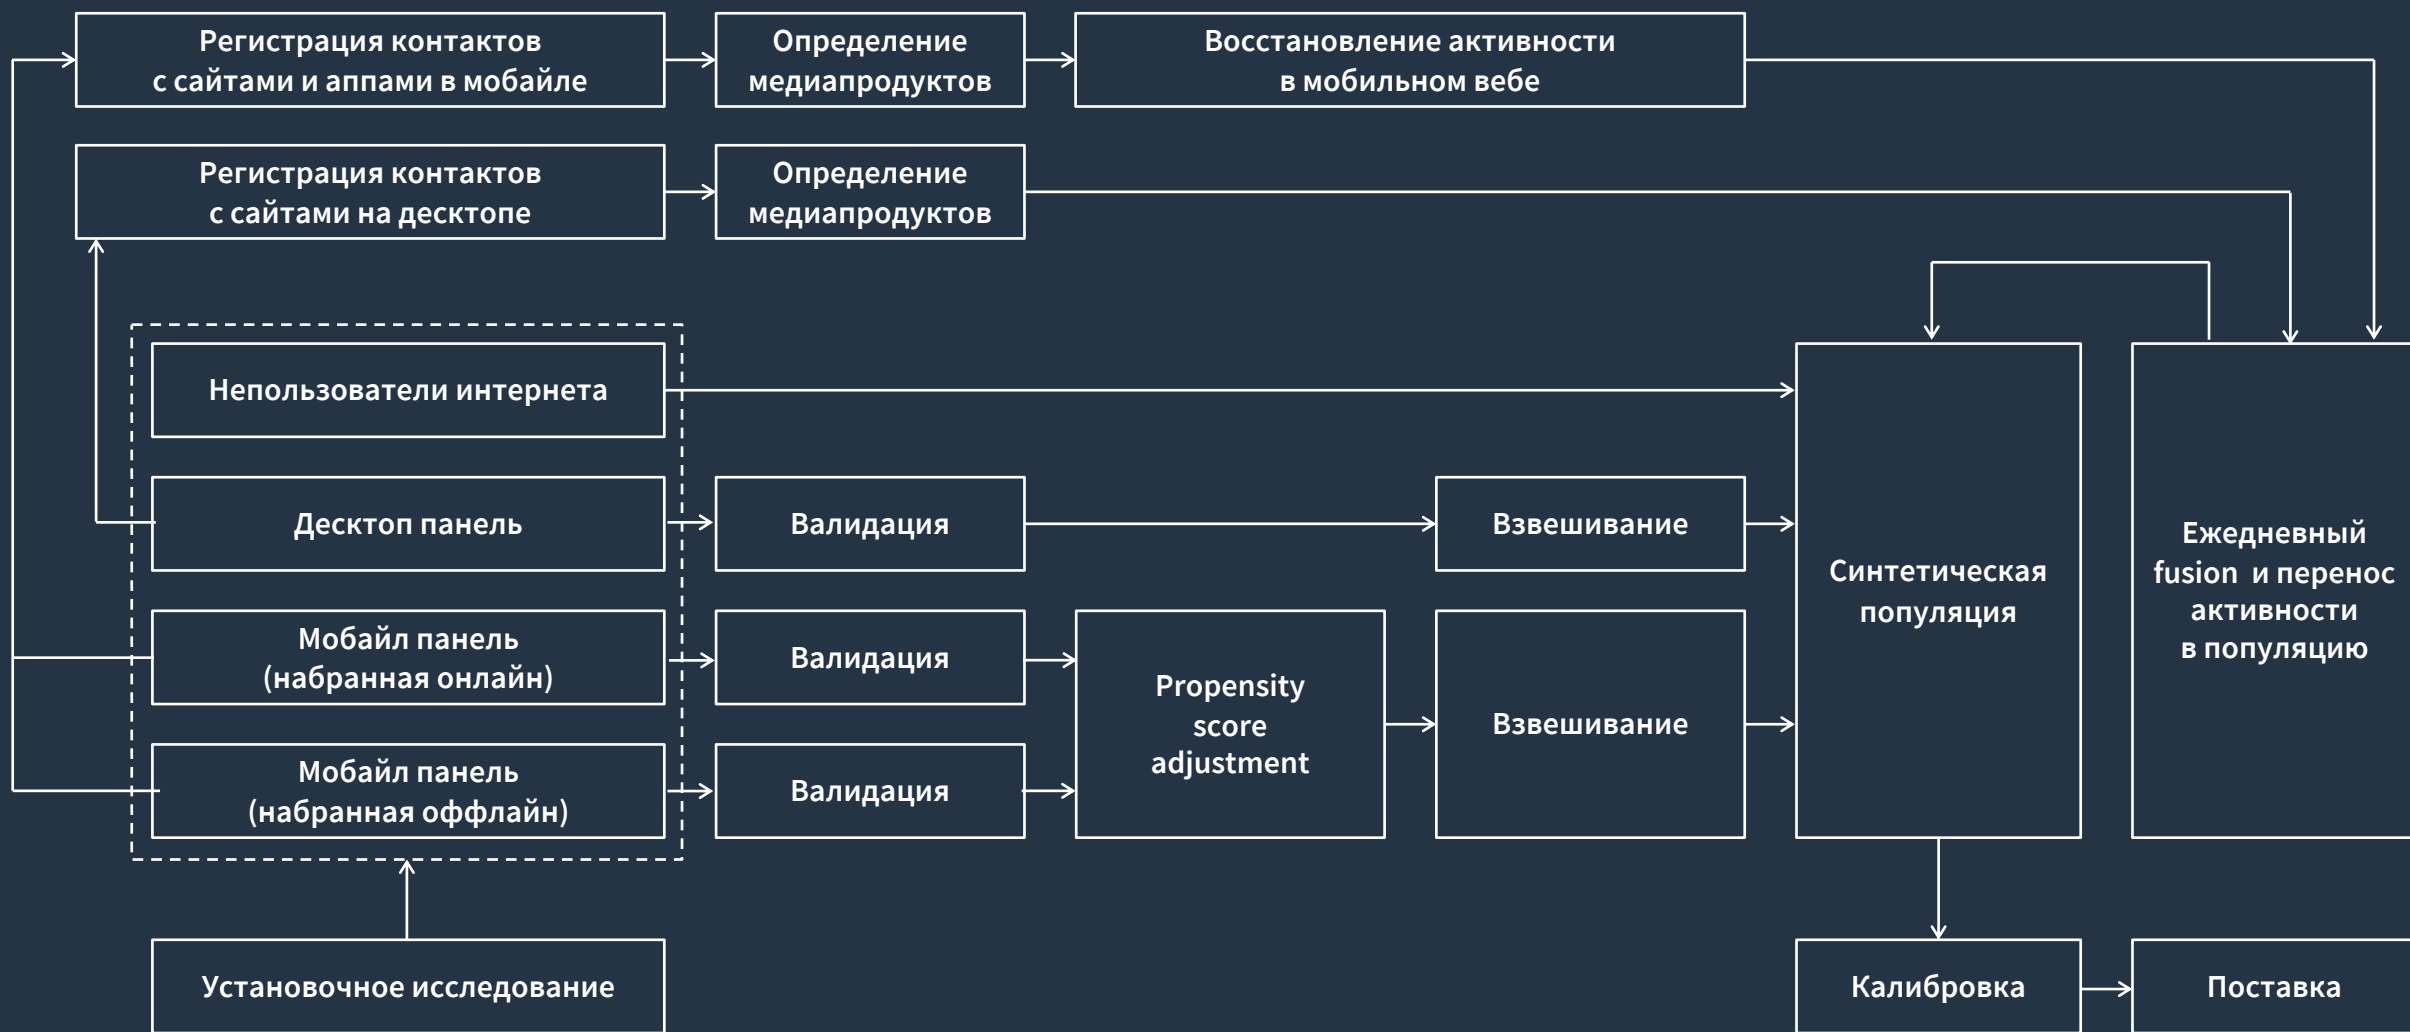 Регистрация контактов
с сайтами и аппами в мобайле
Определение
медиапродуктов
Восстановление активности
в мобильном вебе
Регистрация контактов
с сайтами на десктопе
Определение
медиапродуктов
Непользователи интернета
Десктоп панель
Валидация
Взвешивание
Мобайл панель
(набранная онлайн)
Валидация
Мобайл панель
(набранная оффлайн)
Валидация
Propensity
score
adjustment
Взвешивание
Синтетическая
популяция
Ежедневный
fusion и перенос
активности
в популяцию
Установочное исследование
Калибровка
Поставка